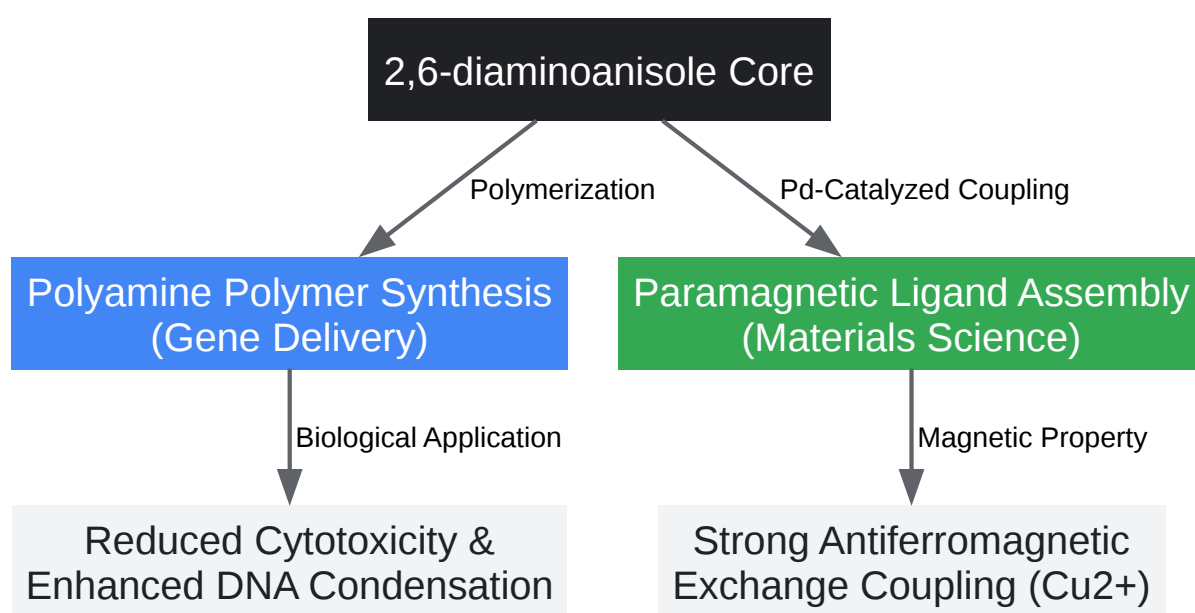 2,6-diaminoanisole Core
Polymerization
Pd-Catalyzed Coupling
Polyamine Polymer Synthesis
(Gene Delivery)
Paramagnetic Ligand Assembly
(Materials Science)
Biological Application
Magnetic Property
Reduced Cytotoxicity &
Enhanced DNA Condensation
Strong Antiferromagnetic
Exchange Coupling (Cu2+)